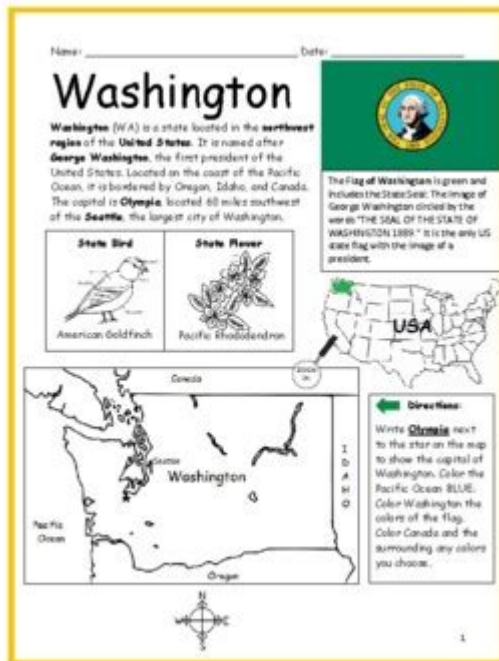 Name: Date:
Washington
Washington (WA) is a state located in the northwest
region of the United States. It is named after
George Washington, the first president of the
United States. Located on the coast of the Pacific
Ocean, it is bordered by Oregon, Idaho, and Canada.
The capital is Olympia, located 60 miles southwest
of the Seattle, the largest city of Washington.
The Flag of Washington is green and
includes the State Seal: The image of
George Washington circled by the
words "THE SEAL OF THE STATE OF
WASHINGTON 1889." It is the only US
state flag with the image of a
president.
State Bird
American Goldfinch
State Flower
Pacific Rhododendron
USA
Canada
Seattle
Washington
IDAHO
Pacific
Ocean
Oregon
Directions:
Write Olympia next
to the star on the map
to show the capital of
Washington. Color the
Pacific Ocean BLUE.
Color Washington the
colors of the flag.
Color Canada and the
surrounding any colors
you choose.
N
W E
S
1